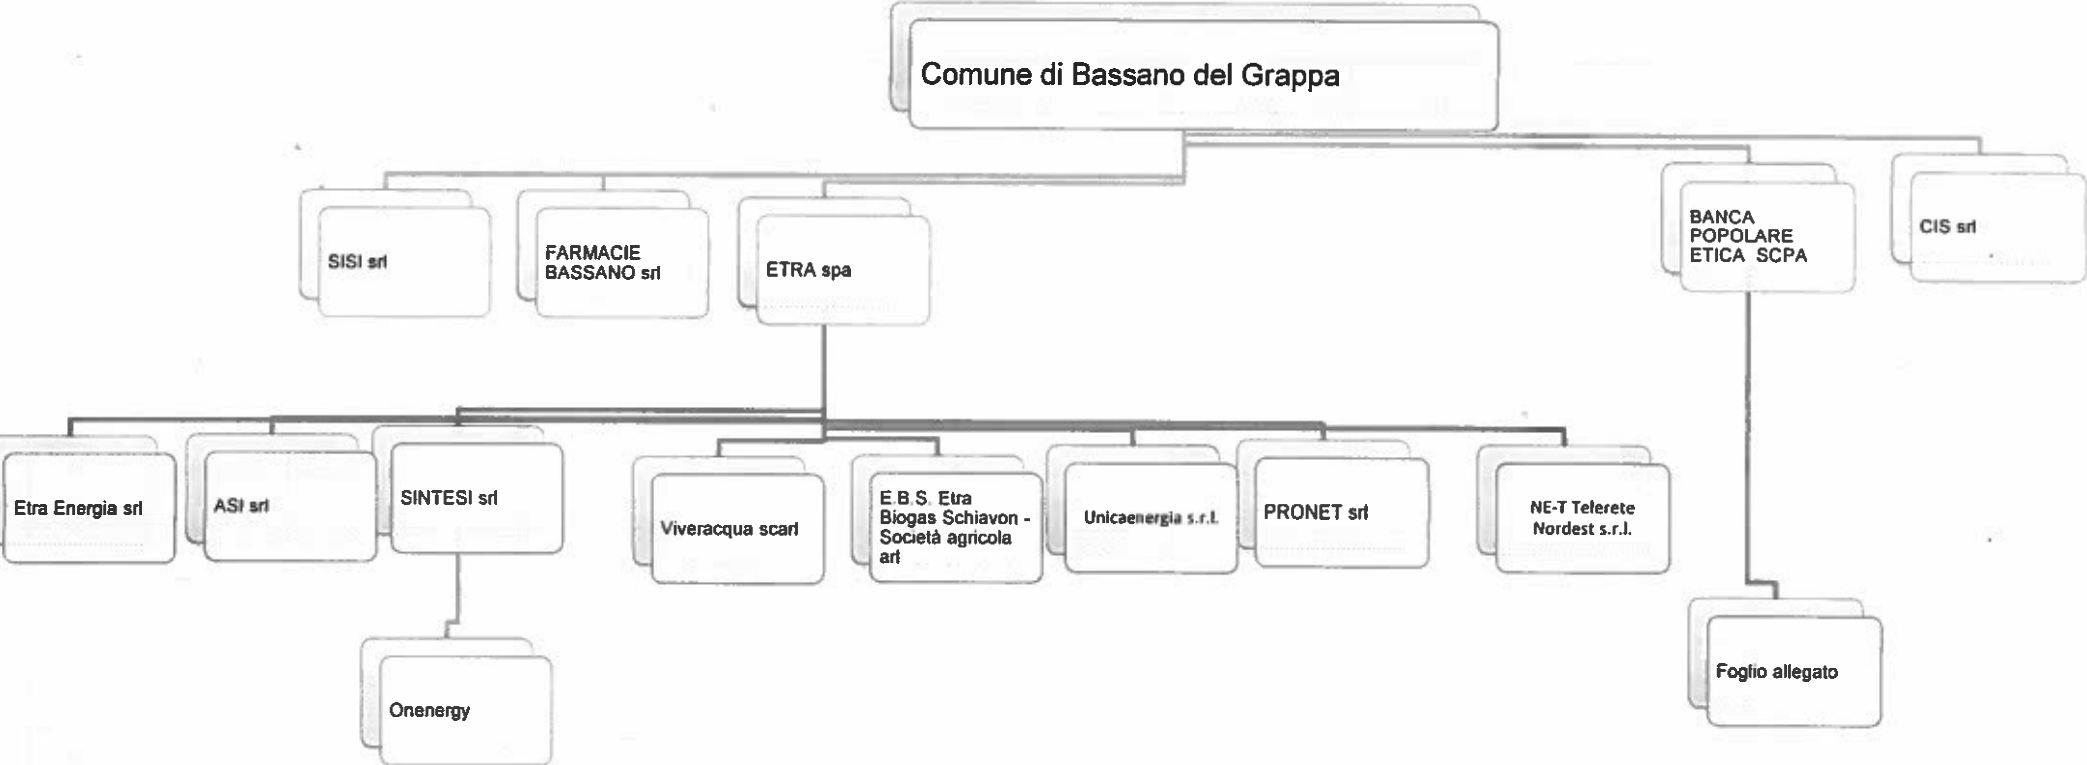 Comune di Bassano del Grappa
SISI srl
FARMACIE
BASSANO srl
ETRA spa
BANCA
POPOLARE
ETICA SCPA
CIS srl
Etra Energia srl
ASI srl
SINTESI srl
Viveracqua scarl
E.B.S. Etra
Biogas Schiavon -
Società agricola
arl
Unicaenergia s.r.l.
PRONET srl
NE-T Telerete
Nordest s.r.l.
Onenergy
Foglio allegato